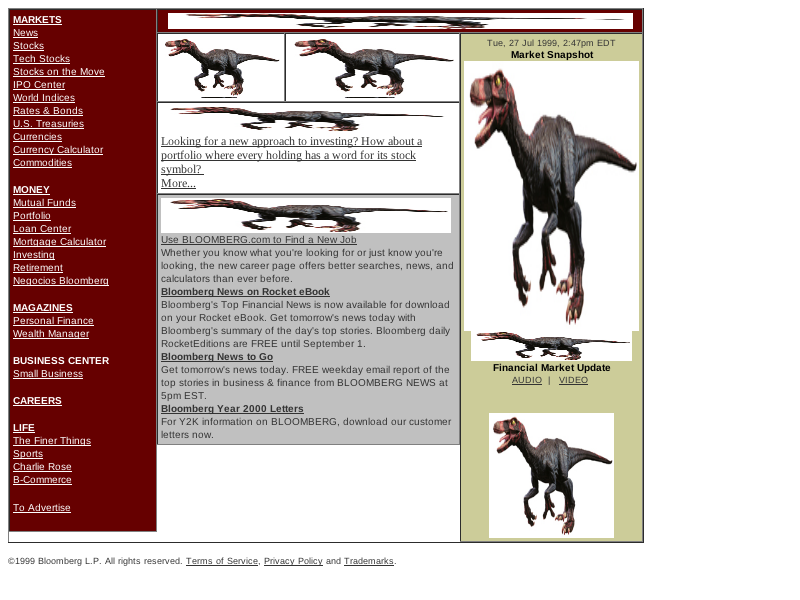 MARKETS
News
Stocks
Tech Stocks
Stocks on the Move
IPO Center
World Indices
Rates & Bonds
U.S. Treasuries
Currencies
Currency Calculator
Commodities
MONEY
Mutual Funds
Portfolio
Loan Center
Mortgage Calculator
Investing
Retirement
Negocios Bloomberg
MAGAZINES
Personal Finance
Wealth Manager
BUSINESS CENTER
Small Business
CAREERS
LIFE
The Finer Things
Sports
Charlie Rose
B-Commerce
To Advertise
Looking for a new approach to investing? How about a
portfolio where every holding has a word for its stock
symbol?
More...
Use BLOOMBERG.com to Find a New Job
Whether you know what you're looking for or just know you're
looking, the new career page offers better searches, news, and
calculators than ever before.
Bloomberg News on Rocket eBook
Bloomberg's Top Financial News is now available for download
on your Rocket eBook. Get tomorrow's news today with
Bloomberg's summary of the day's top stories. Bloomberg daily
RocketEditions are FREE until September 1.
Bloomberg News to Go
Get tomorrow's news today. FREE weekday email report of the
top stories in business & finance from BLOOMBERG NEWS at
5pm EST.
Bloomberg Year 2000 Letters
For Y2K information on BLOOMBERG, download our customer
letters now.
Tue, 27 Jul 1999, 2:47pm EDT
Market Snapshot
Financial Market Update
AUDIO | VIDEO
©1999 Bloomberg L.P. All rights reserved. Terms of Service, Privacy Policy and Trademarks.